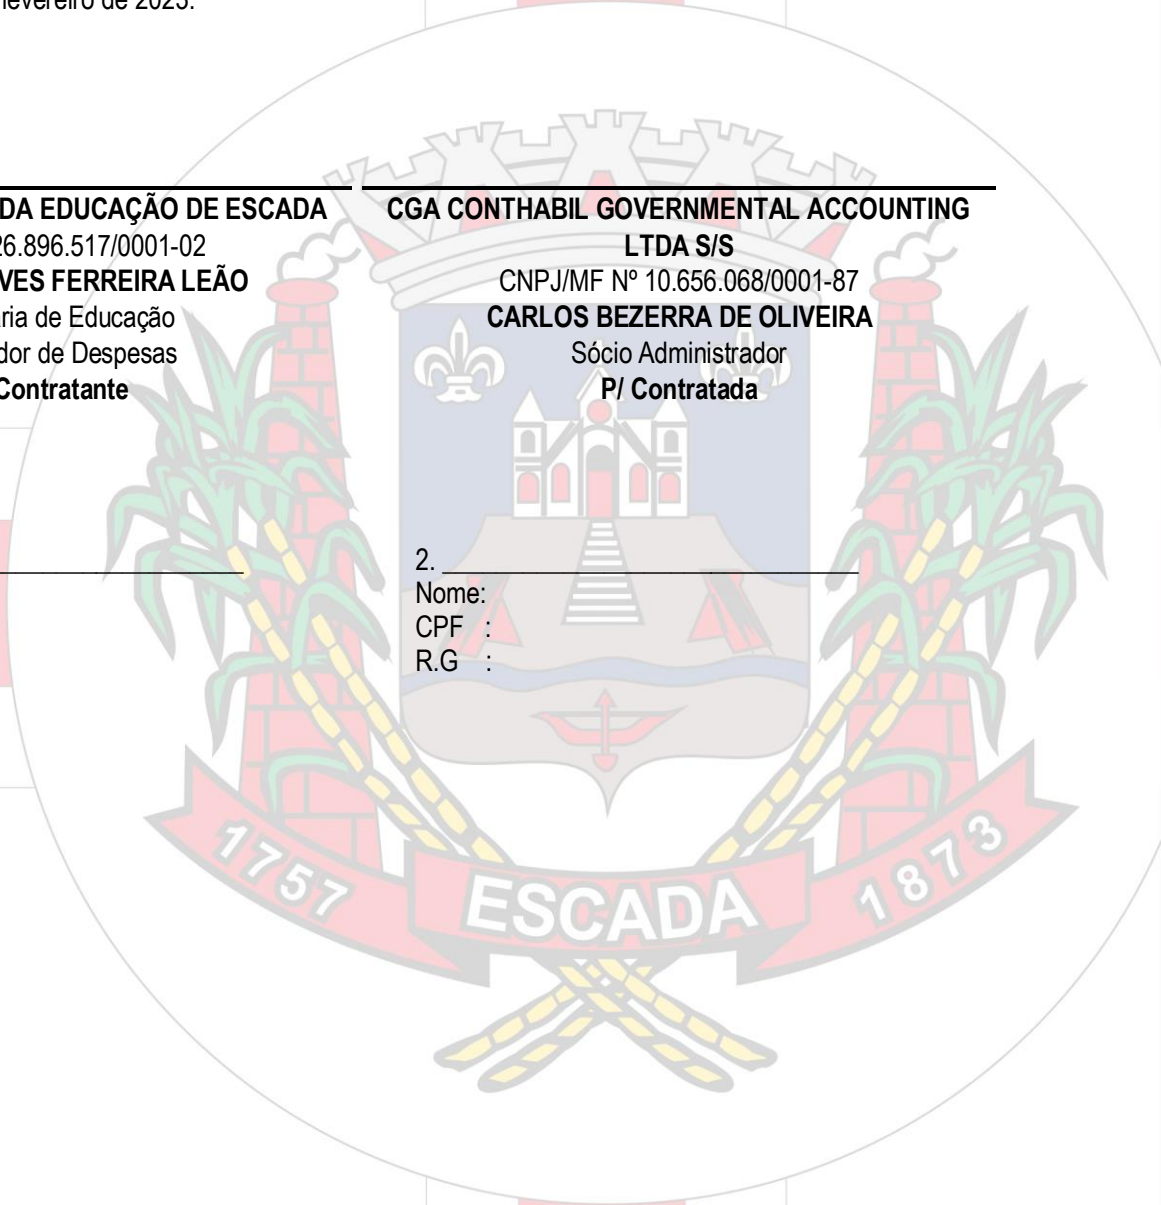 fevereiro de 2025.
DA EDUCAÇÃO DE ESCADA
26.896.517/0001-02
VES FERREIRA LEÃO
ria de Educação
dor de Despesas
Contratante
CGA CONTHABIL GOVERNMENTAL ACCOUNTING
LTDA S/S
CNPJ/MF Nº 10.656.068/0001-87
CARLOS BEZERRA DE OLIVEIRA
Sócio Administrador
P/ Contratada
2. ________________________________
Nome:
CPF :
R.G :
1757
ESCADA
1873